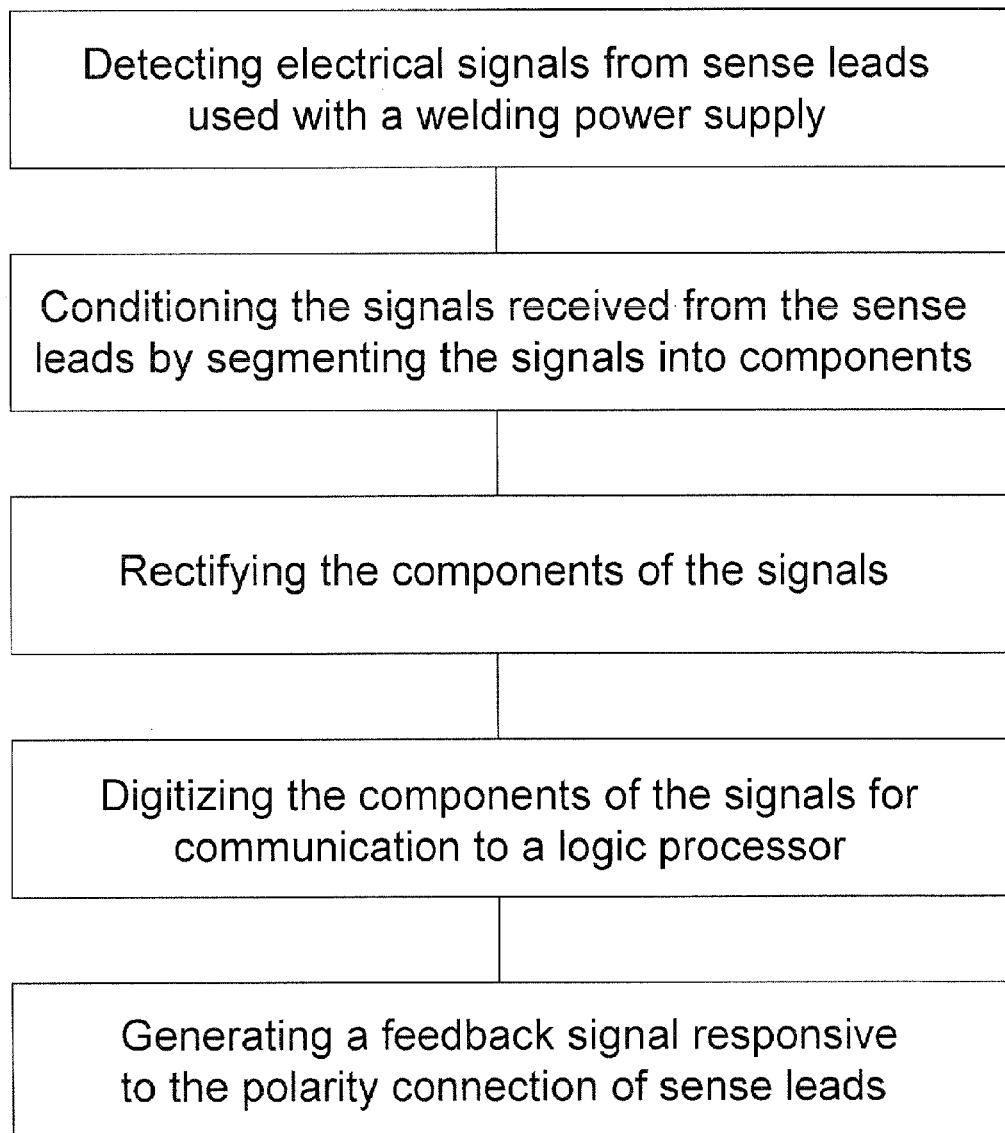 Detecting electrical signals from sense leads
used with a welding power supply
Conditioning the signals received from the sense
leads by segmenting the signals into components
Rectifying the components of the signals
Digitizing the components of the signals for
communication to a logic processor
Generating a feedback signal responsive
to the polarity connection of sense leads